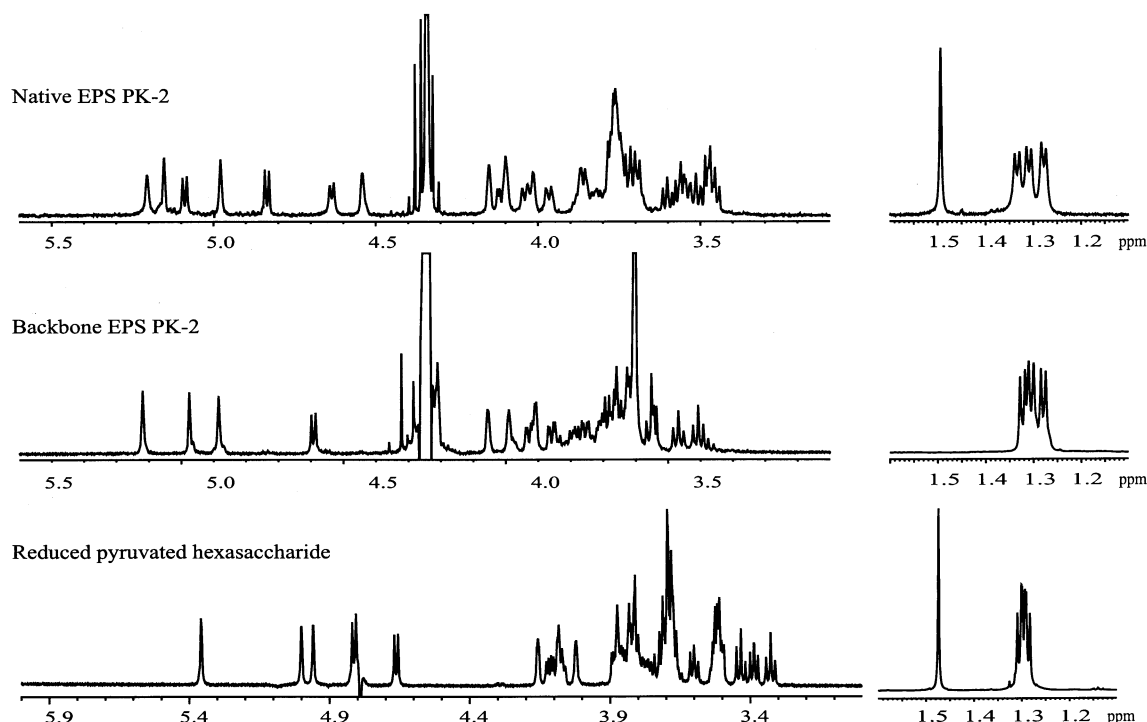 Native EPS PK-2
5.5 5.0 4.5 4.0 3.5 1.5 1.4 1.3 1.2 ppm
Backbone EPS PK-2
5.5 5.0 4.5 4.0 3.5 1.5 1.4 1.3 1.2 ppm
Reduced pyruvated hexasaccharide
5.9 5.4 4.9 4.4 3.9 3.4 1.5 1.4 1.3 1.2 ppm